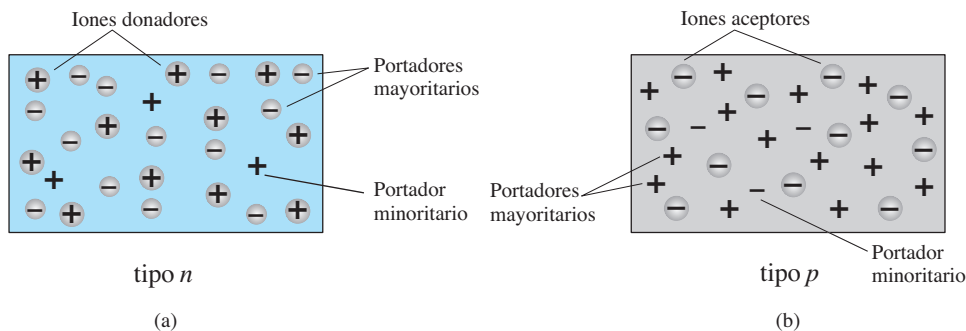 Iones donadores
Portadores
mayoritarios
Portador
minoritario
tipo n
(a)
Iones aceptores
Portadores
mayoritarios
Portador
minoritario
tipo p
(b)